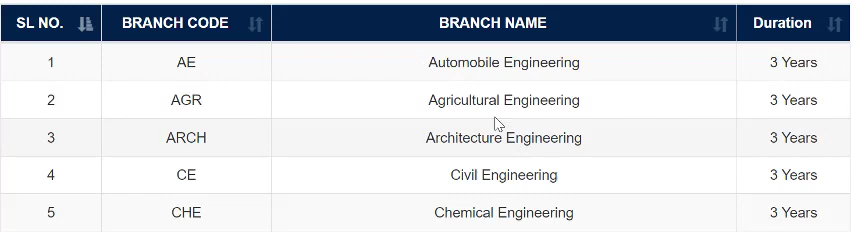 SL NO. BRANCH CODE BRANCH NAME Duration
1 AE Automobile Engineering 3 Years
2 AGR Agricultural Engineering 3 Years
3 ARCH Architecture Engineering 3 Years
4 CE Civil Engineering 3 Years
5 CHE Chemical Engineering 3 Years